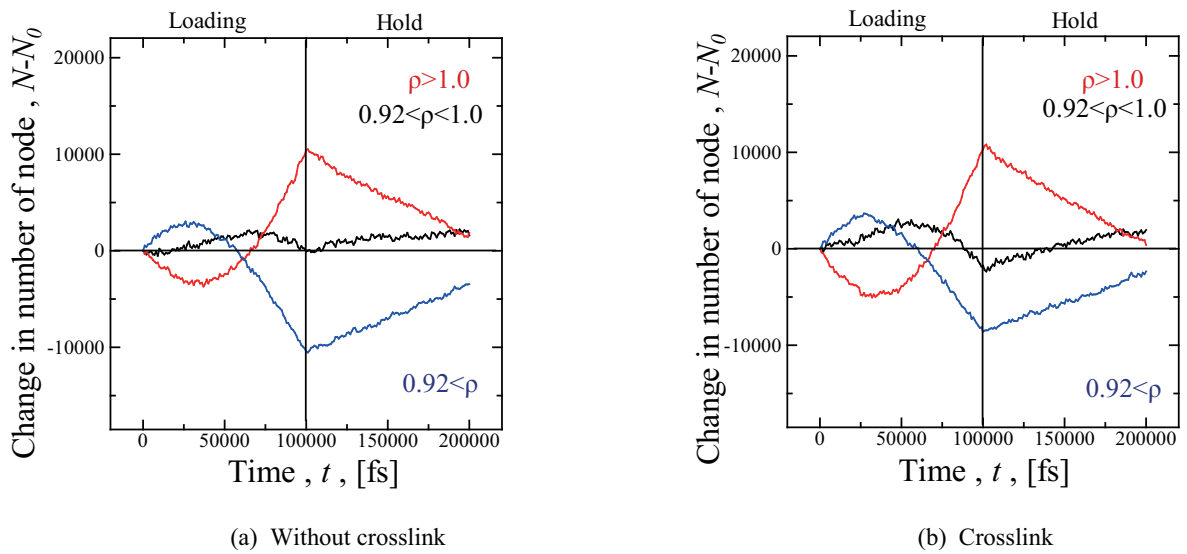 Loading Hold
20000
10000
0
-10000
Change in number of node , N-N0
ρ>1.0
0.92<ρ<1.0
0.92<ρ
0 50000 100000 150000 200000
Time , t , [fs]
(a) Without crosslink
Loading Hold
20000
10000
0
-10000
Change in number of node , N-N0
ρ>1.0
0.92<ρ<1.0
0.92<ρ
0 50000 100000 150000 200000
Time , t , [fs]
(b) Crosslink